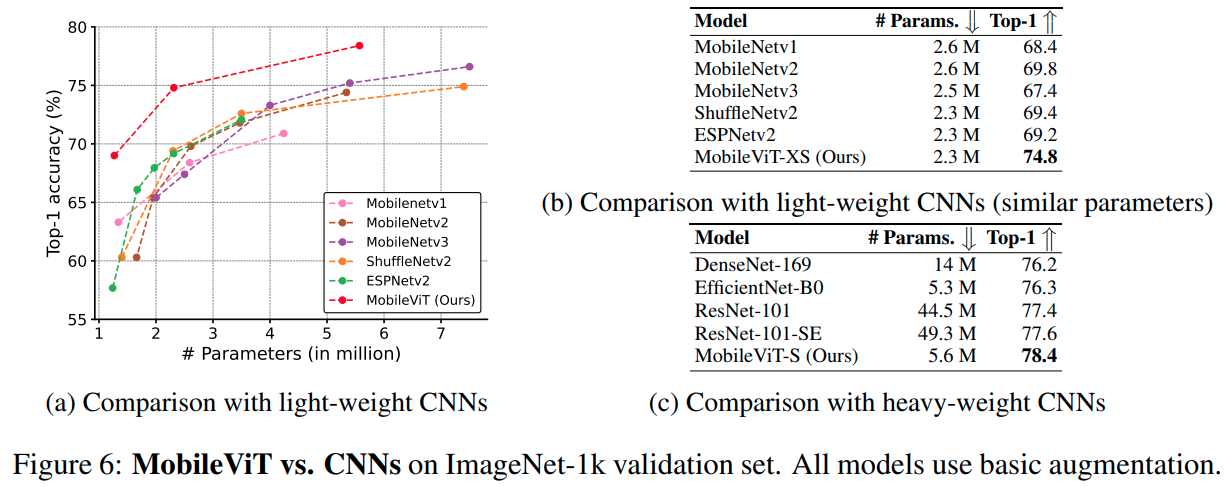 80
75
70
65
60
55
1 2 3 4 5 6 7
Top-1 accuracy (%)
# Parameters (in million)
Mobilenetv1
MobileNetv2
MobileNetv3
ShuffleNetv2
ESPNetv2
MobileViT (Ours)
(a) Comparison with light-weight CNNs
Model # Params. ⇓ Top-1 ⇑
MobileNetv1 2.6 M 68.4
MobileNetv2 2.6 M 69.8
MobileNetv3 2.5 M 67.4
ShuffleNetv2 2.3 M 69.4
ESPNetv2 2.3 M 69.2
MobileViT-XS (Ours) 2.3 M 74.8
(b) Comparison with light-weight CNNs (similar parameters)
Model # Params. ⇓ Top-1 ⇑
DenseNet-169 14 M 76.2
EfficientNet-B0 5.3 M 76.3
ResNet-101 44.5 M 77.4
ResNet-101-SE 49.3 M 77.6
MobileViT-S (Ours) 5.6 M 78.4
(c) Comparison with heavy-weight CNNs
Figure 6: MobileViT vs. CNNs on ImageNet-1k validation set. All models use basic augmentation.